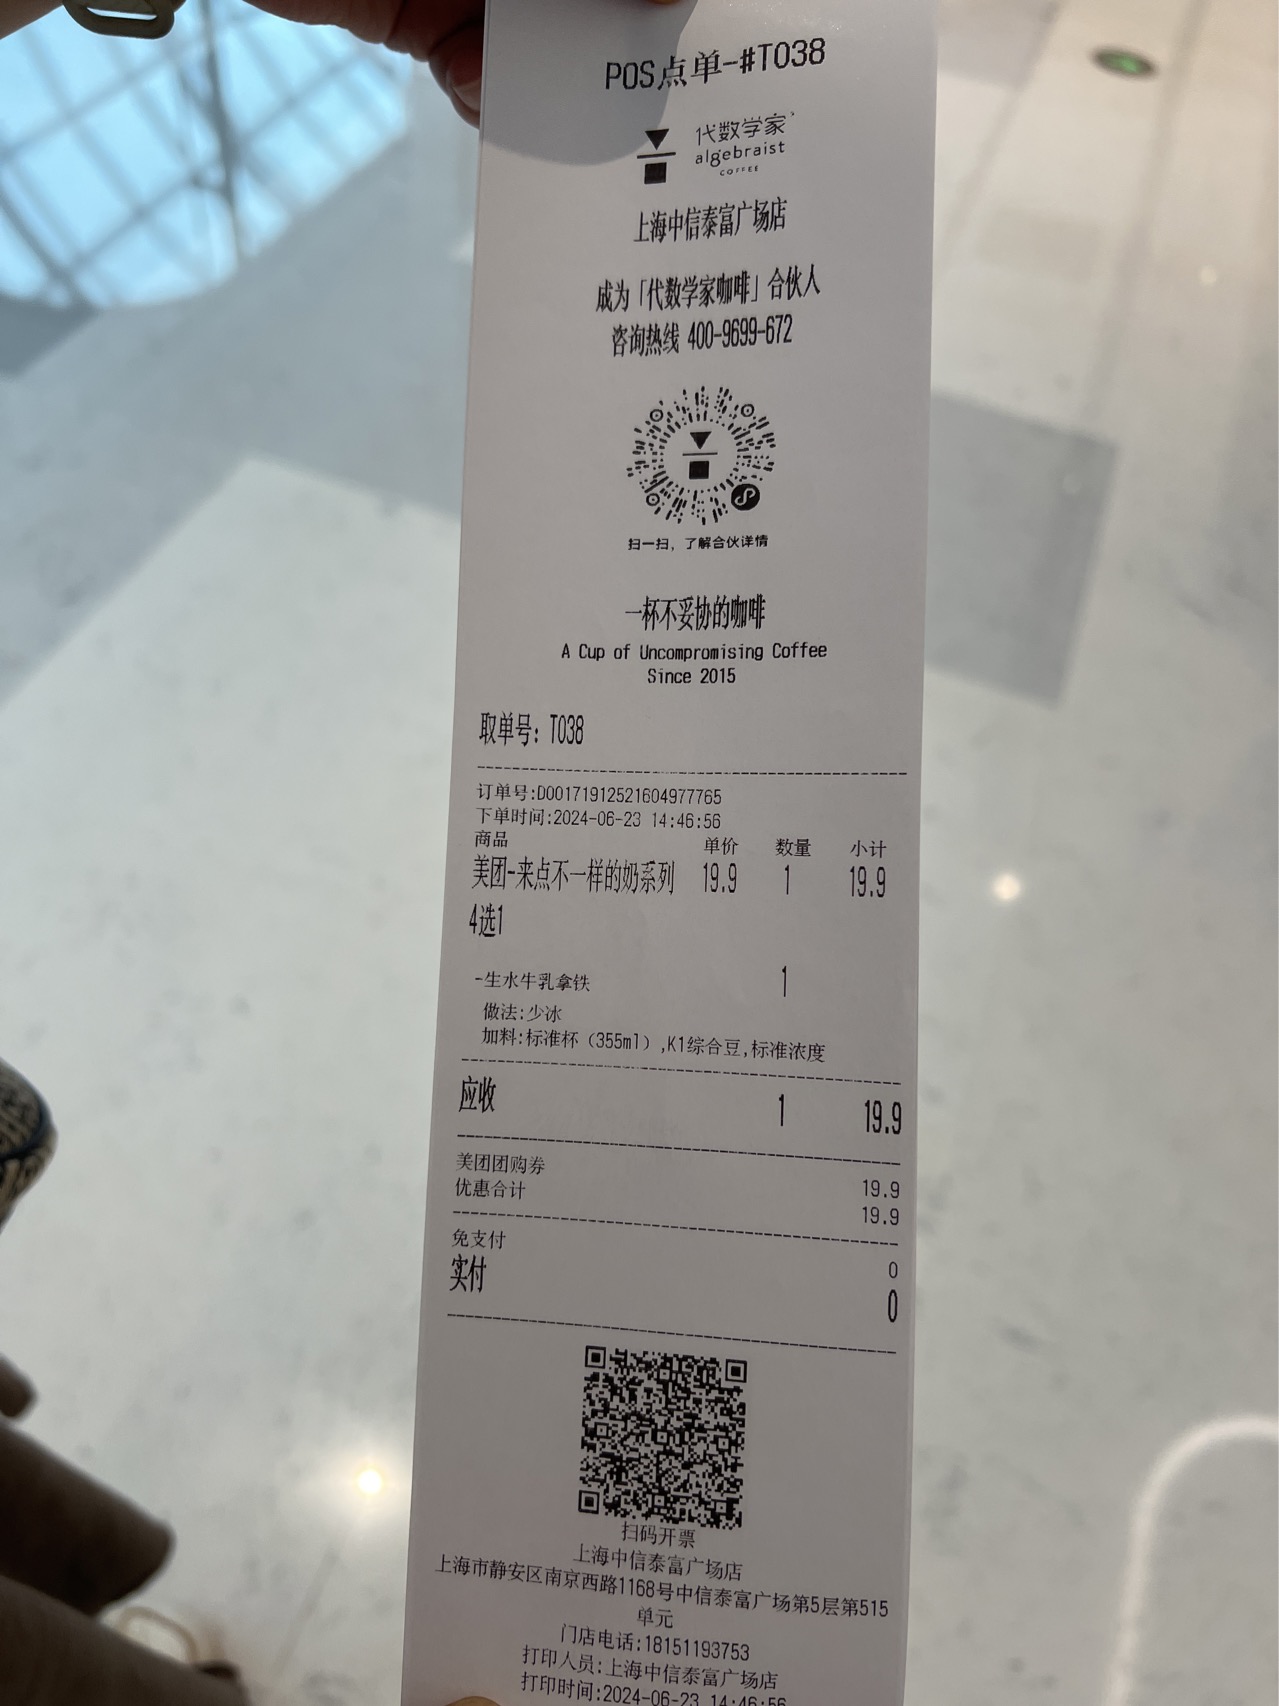 POS点单-#T038
代数学家
algebraist
COFFEE
上海中信泰富广场店
成为「代数学家咖啡」合伙人
咨询热线 400-9699-672
扫一扫，了解合伙详情
一杯不妥协的咖啡
A Cup of Uncompromising Coffee
Since 2015
取单号: T038
订单号:D00171912521604977765
下单时间:2024-06-23 14:46:56
商品 单价 数量 小计
美团-来点不一样的奶系列 19.9 1 19.9
4选1
-生水牛乳拿铁 1
做法:少冰
加料:标准杯（355ml）,K1综合豆,标准浓度
应收 1 19.9
美团团购券 19.9
优惠合计 19.9
免支付 0
实付 0
扫码开票
上海中信泰富广场店
上海市静安区南京西路1168号中信泰富广场第5层第515
单元
门店电话:18151193753
打印人员:上海中信泰富广场店
打印时间:2024-06-23 14:46:56